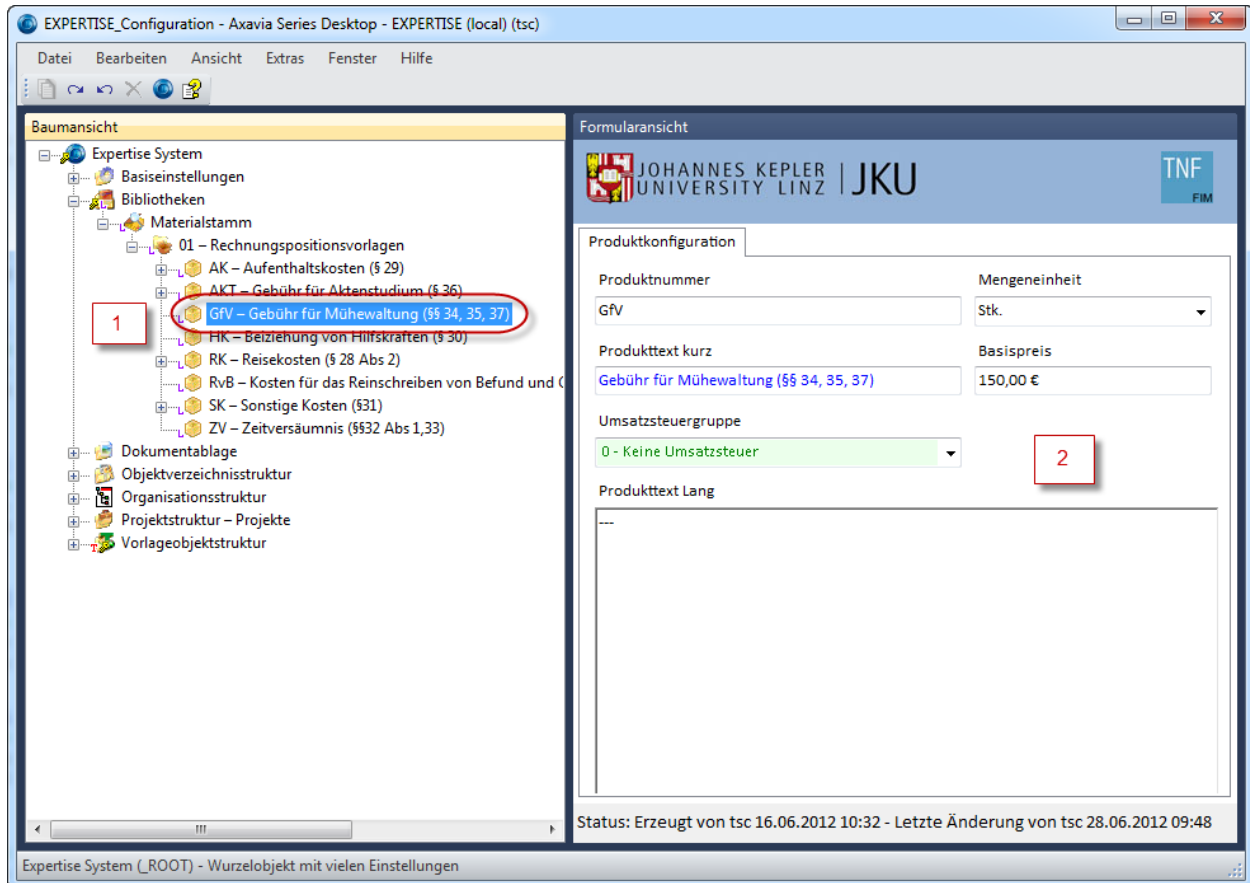 EXPERTISE_Configuration - Axavia Series Desktop - EXPERTISE (local) (tsc)
Datei Bearbeiten Ansicht Extras Fenster Hilfe
Baumansicht
Expertise System
Basiseinstellungen
Bibliotheken
Materialstamm
01 – Rechnungspositionsvorlagen
AK – Aufenthaltskosten (§ 29)
AKT – Gebühr für Aktenstudium (§ 36)
1
GfV – Gebühr für Mühewaltung (§§ 34, 35, 37)
HK – Beiziehung von Hilfskräften (§ 30)
RK – Reisekosten (§ 28 Abs 2)
RvB – Kosten für das Reinschreiben von Befund und
SK – Sonstige Kosten (§31)
ZV – Zeitversäumnis (§§32 Abs 1,33)
Dokumentablage
Objektverzeichnisstruktur
Organisationsstruktur
Projektstruktur – Projekte
Vorlageobjektstruktur
Formularansicht
JOHANNES KEPLER
UNIVERSITY LINZ | JKU
TNF
FIM
Produktkonfiguration
Produktnummer Mengeneinheit
GfV Stk.
Produkttext kurz Basispreis
Gebühr für Mühewaltung (§§ 34, 35, 37) 150,00 €
Umsatzsteuergruppe
0 - Keine Umsatzsteuer
2
Produkttext Lang
---
Status: Erzeugt von tsc 16.06.2012 10:32 - Letzte Änderung von tsc 28.06.2012 09:48
Expertise System (_ROOT) - Wurzelobjekt mit vielen Einstellungen